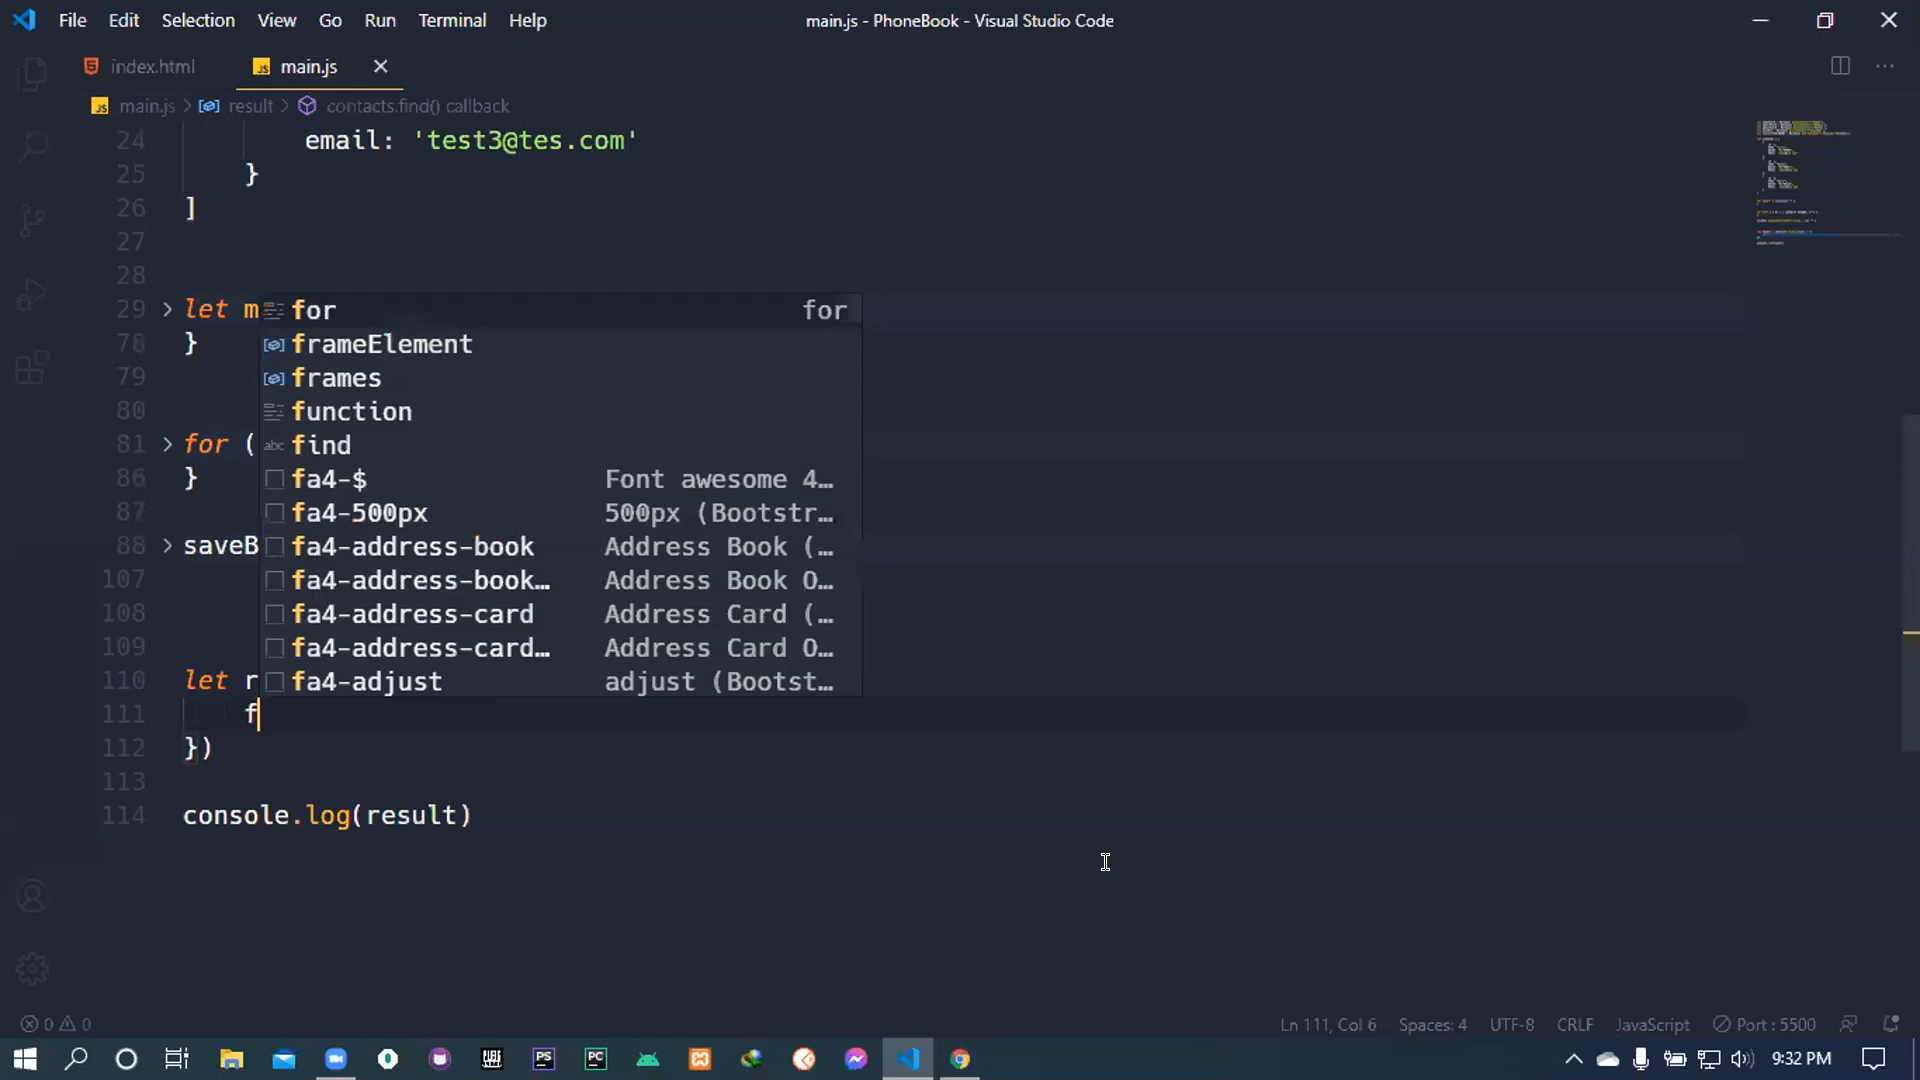 File Edit Selection View Go Run Terminal Help
main.js - PhoneBook - Visual Studio Code
index.html
JS main.js
JS main.js > result > contacts.find() callback
24 email: 'test3@tes.com'
25 }
26 ]
27
28
29 let m
for for
78 }
frameElement
79
frames
80
function
81 for (
find
86 }
fa4-$ Font awesome 4…
87
fa4-500px 500px (Bootstr…
88 saveB
fa4-address-book Address Book (…
107
fa4-address-book… Address Book O…
108
fa4-address-card Address Card (…
109
fa4-address-card… Address Card O…
110 let r
fa4-adjust adjust (Bootst…
111 f
112 })
113
114 console.log(result)
0 0
Ln 111, Col 6 Spaces: 4 UTF-8 CRLF JavaScript Port : 5500
PS PC
9:32 PM